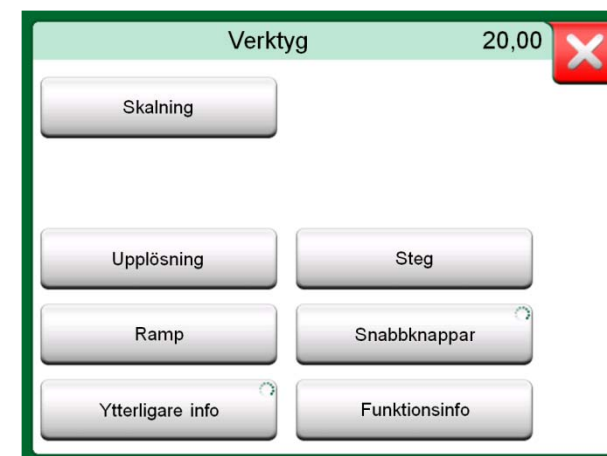 Verktyg 20,00
Skalning
Upplösning Steg
Ramp Snabbknappar
Ytterligare info Funktionsinfo